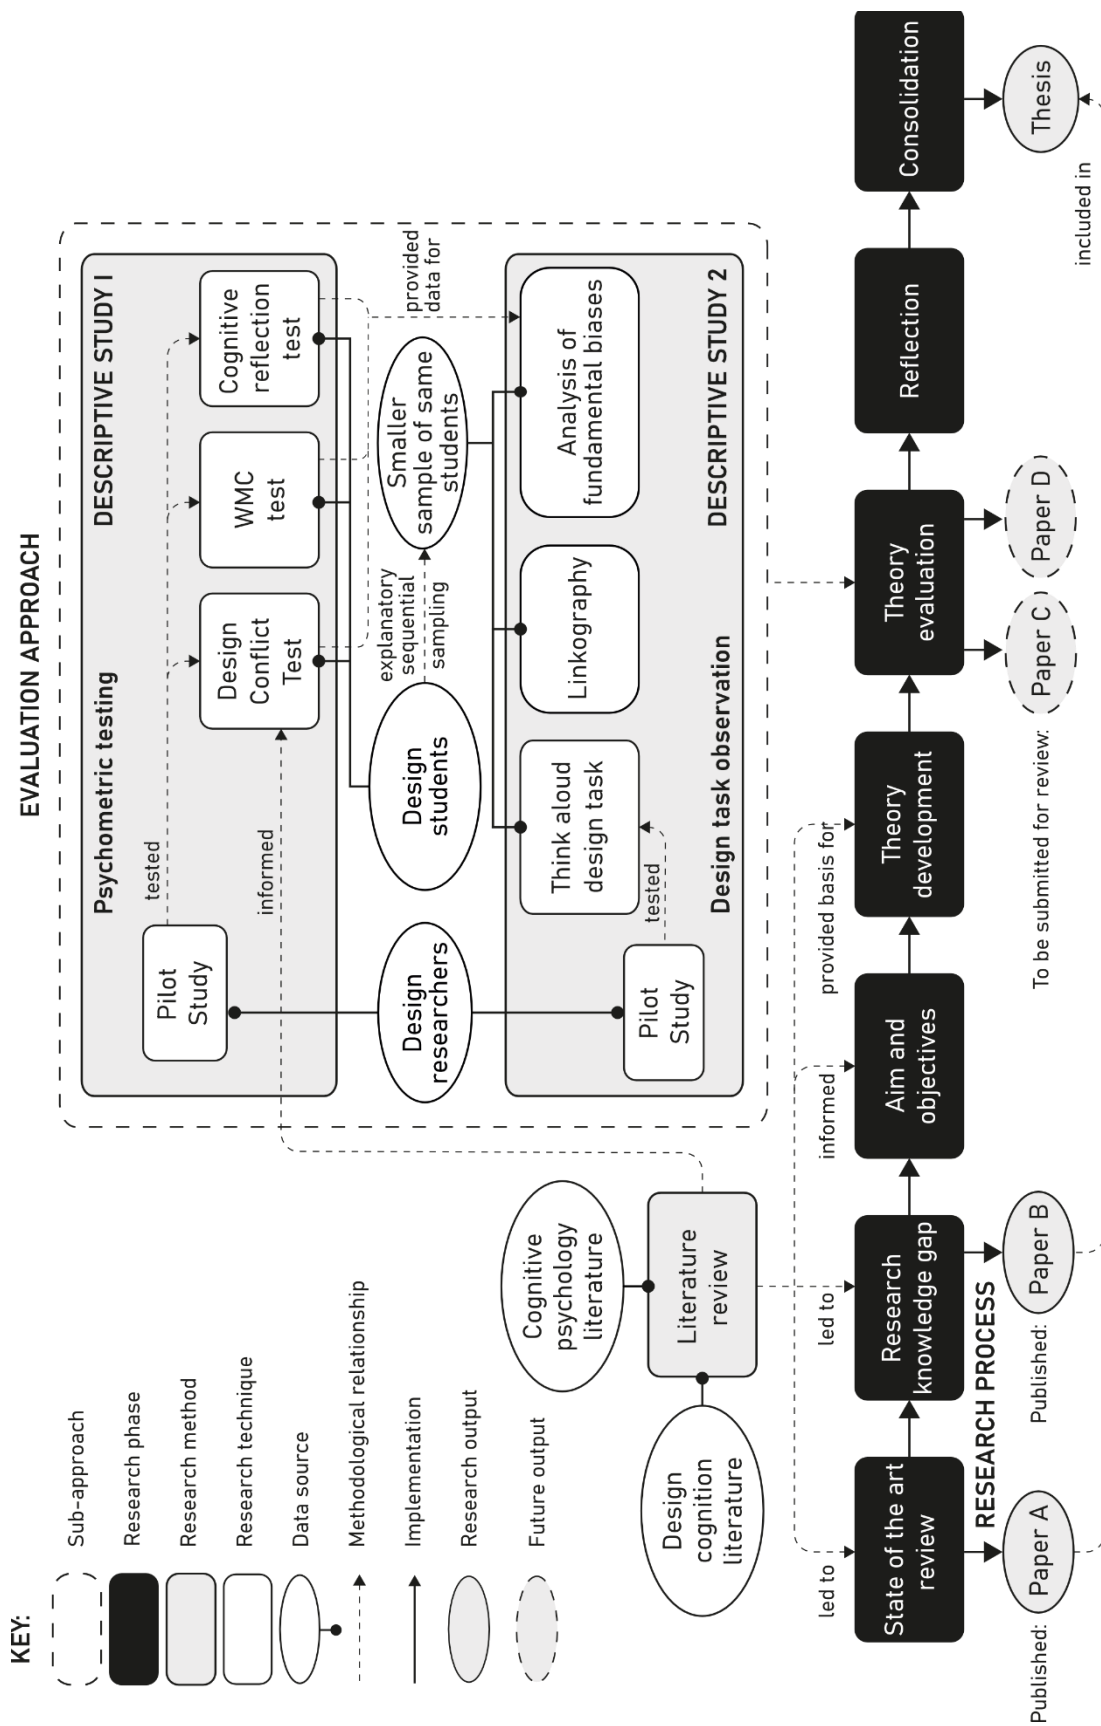 EVALUATION APPROACH
KEY:
Sub-approach
Research phase
Research method
Research technique
Data source
Methodological relationship
Implementation
Research output
Future output
Psychometric testing
DESCRIPTIVE STUDY I
Pilot
Study
tested
informed
Design
Conflict
Test
WMC
test
Cognitive
reflection
test
Design
researchers
Design
students
explanatory
sequential
sampling
Smaller
sample of same
students
provided
data for
Pilot
Study
tested
Think aloud
design task
Linkography
Analysis of
fundamental biases
Design task observation
DESCRIPTIVE STUDY 2
Cognitive
psychology
literature
Design
cognition
literature
Literature
review
led to
led to
informed
provided basis for
State of the art
review
Research
knowledge gap
Aim and
objectives
Theory
development
Theory
evaluation
Reflection
Consolidation
RESEARCH PROCESS
Published:
Paper A
Published:
Paper B
To be submitted for review:
Paper C
Paper D
included in
Thesis